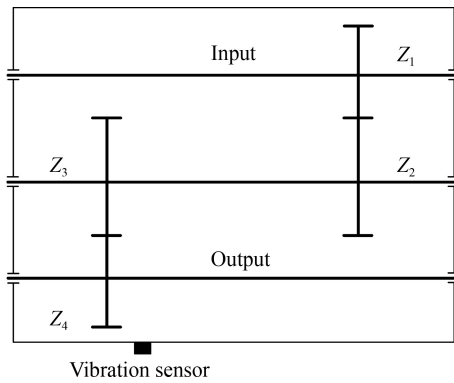 Input
Z1
Z3
Z2
Output
Z4
Vibration sensor